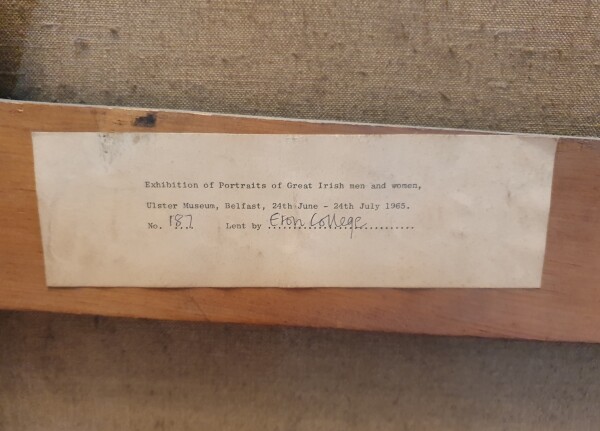 Exhibition of Portraits of Great Irish men and women,
Ulster Museum, Belfast, 24th June - 24th July 1965.
No. 187 Lent by Eton College